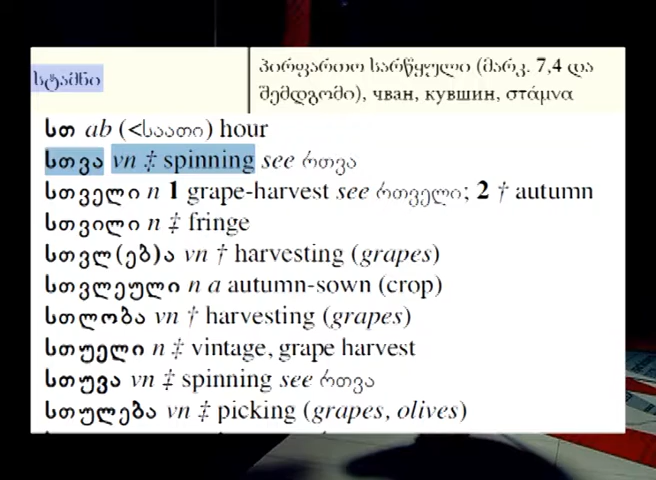 სტამნი
პირფართო სარწყული (მარკ. 7,4 და
შემდგომი), чван, кувшин, στάμνα
სთ ab (<საათი) hour
სთვა vn ‡ spinning see რთვა
სთველი n 1 grape-harvest see რთველი; 2 † autumn
სთვილი n ‡ fringe
სთვლ(ებ)ა vn † harvesting (grapes)
სთვლეული n a autumn-sown (crop)
სთლობა vn † harvesting (grapes)
სთუელი n ‡ vintage, grape harvest
სთუვა vn ‡ spinning see რთვა
სთულება vn ‡ picking (grapes, olives)